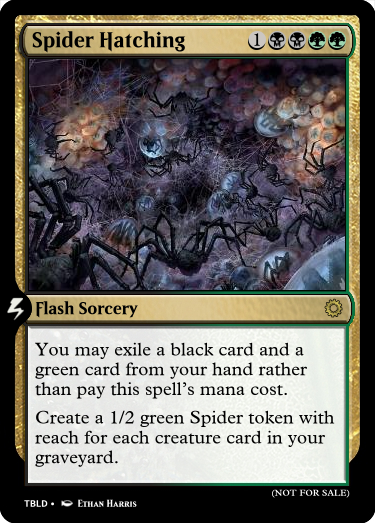 Spider Hatching 1
Flash Sorcery
You may exile a black card and a
green card from your hand rather
than pay this spell's mana cost.
Create a 1/2 green Spider token with
reach for each creature card in your
graveyard.
(NOT FOR SALE)
TBLD • Ethan Harris